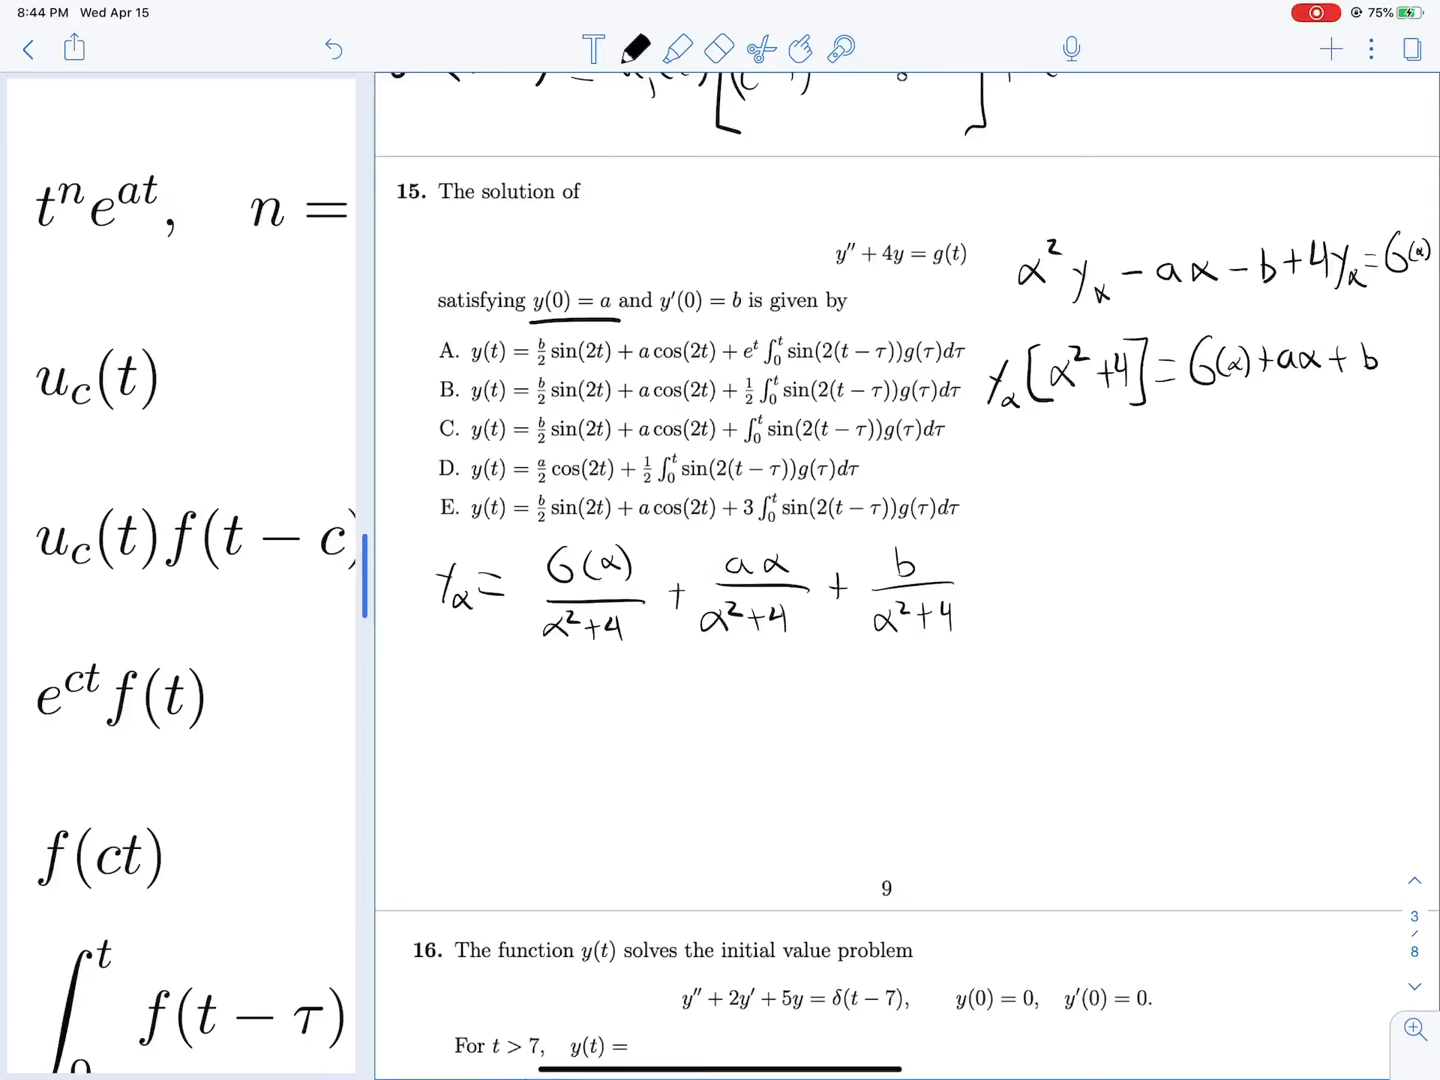 8:44 PM Wed Apr 15
75%
t^n e^{at}, n =
u_c(t)
u_c(t)f(t − c)
e^{ct} f(t)
f(ct)
∫_0^t f(t − τ)
15. The solution of
y″ + 4y = g(t)
α² y_α − aα − b + 4y_α = G(α)
satisfying y(0) = a and y′(0) = b is given by
A. y(t) = b/2 sin(2t) + a cos(2t) + e^t ∫_0^t sin(2(t − τ))g(τ)dτ
B. y(t) = b/2 sin(2t) + a cos(2t) + 1/2 ∫_0^t sin(2(t − τ))g(τ)dτ
C. y(t) = b/2 sin(2t) + a cos(2t) + ∫_0^t sin(2(t − τ))g(τ)dτ
D. y(t) = a/2 cos(2t) + 1/2 ∫_0^t sin(2(t − τ))g(τ)dτ
E. y(t) = b/2 sin(2t) + a cos(2t) + 3 ∫_0^t sin(2(t − τ))g(τ)dτ
y_α [α² + 4] = G(α) + aα + b
y_α = G(α)/(α² + 4) + aα/(α² + 4) + b/(α² + 4)
9
3 / 8
16. The function y(t) solves the initial value problem
y″ + 2y′ + 5y = δ(t − 7), y(0) = 0, y′(0) = 0.
For t > 7, y(t) =